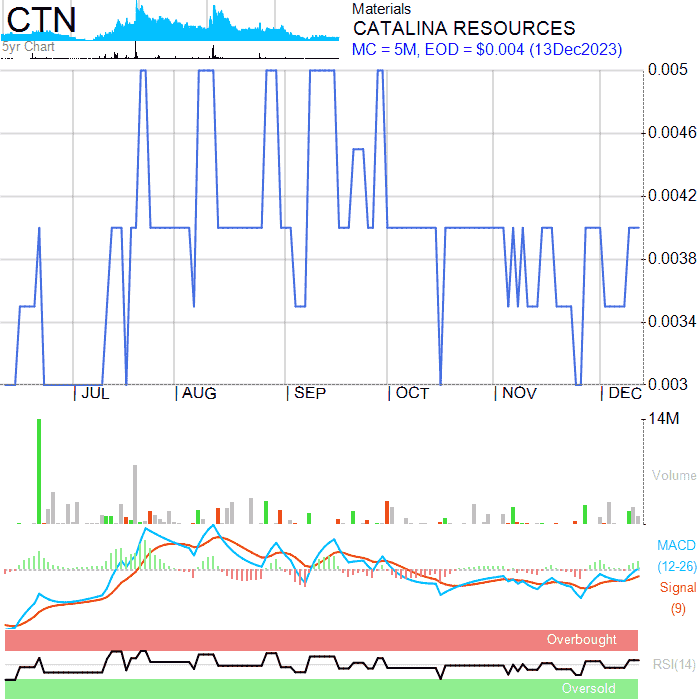 CTN
5yr Chart
Materials
CATALINA RESOURCES
MC = 5M, EOD = $0.004 (13Dec2023)
0.005
0.0046
0.0042
0.0038
0.0034
0.003
JUL AUG SEP OCT NOV DEC
14M
Volume
MACD
(12-26)
Signal
(9)
Overbought
RSI(14)
Oversold